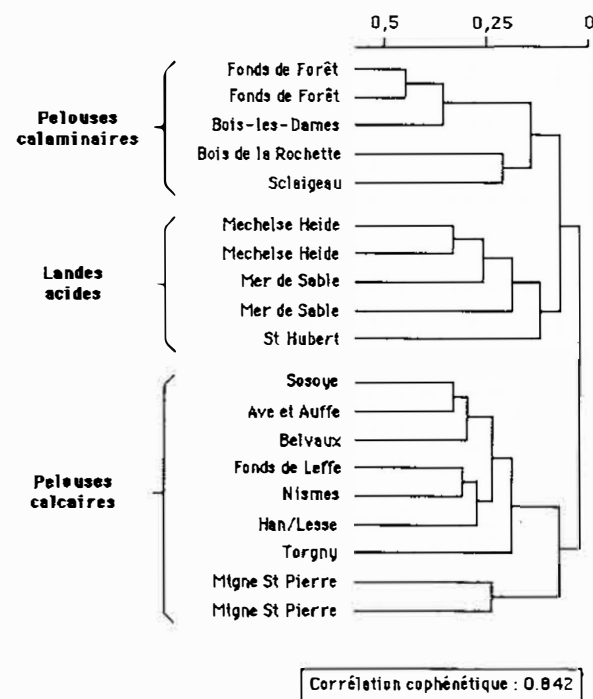 0,5 0,25 0
Fonds de Forêt
Fonds de Forêt
Bois-les-Dames
Bois de la Rochette
Sclaigeau
Pelouses
calaminaires
Mechelse Heide
Mechelse Heide
Mer de Sable
Mer de Sable
St Hubert
Landes
acides
Sosoye
Ave et Auffe
Belvaux
Fonds de Leffe
Nismes
Han/Lesse
Torgny
Mtgne St Pierre
Mtgne St Pierre
Pelouses
calcaires
Corrélation cophénétique : 0.842